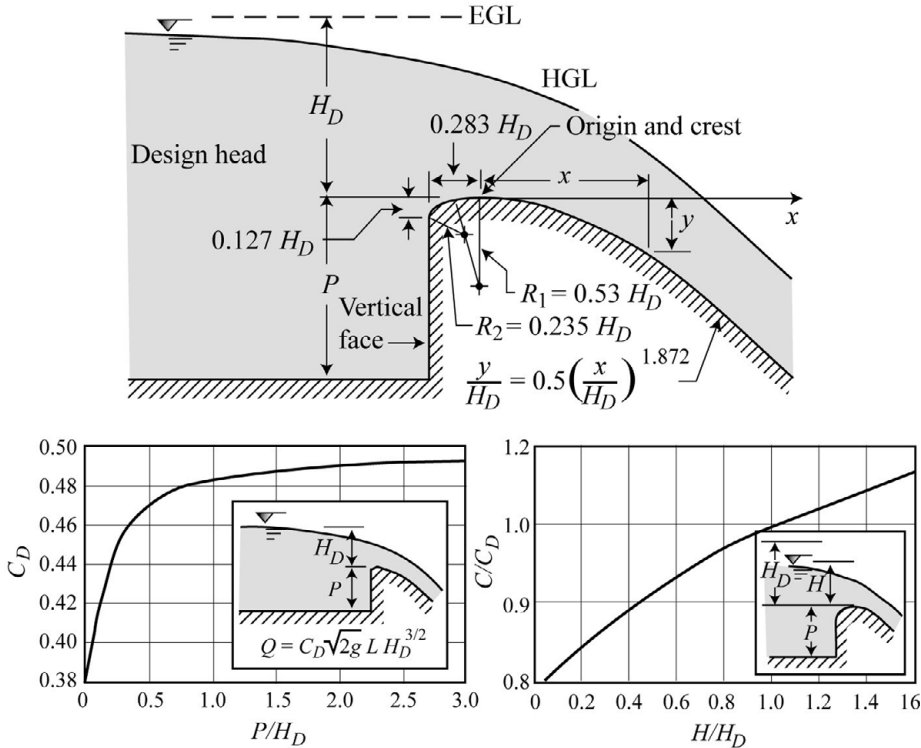 EGL
HGL
H_D
0.283 H_D
Origin and crest
Design head
x
x
y
0.127 H_D
P
R_1 = 0.53 H_D
Vertical
face
R_2 = 0.235 H_D
y/H_D = 0.5(x/H_D)^1.872
0.50
0.48
0.46
0.44
0.42
0.40
0.38
C_D
H_D
P
Q = C_D√2g L H_D^3/2
0 0.5 1.0 1.5 2.0 2.5 3.0
P/H_D
1.2
1.0
0.9
0.8
C/C_D
H_D
H
P
0 0.2 0.4 0.6 0.8 1.0 1.2 1.4 16
H/H_D